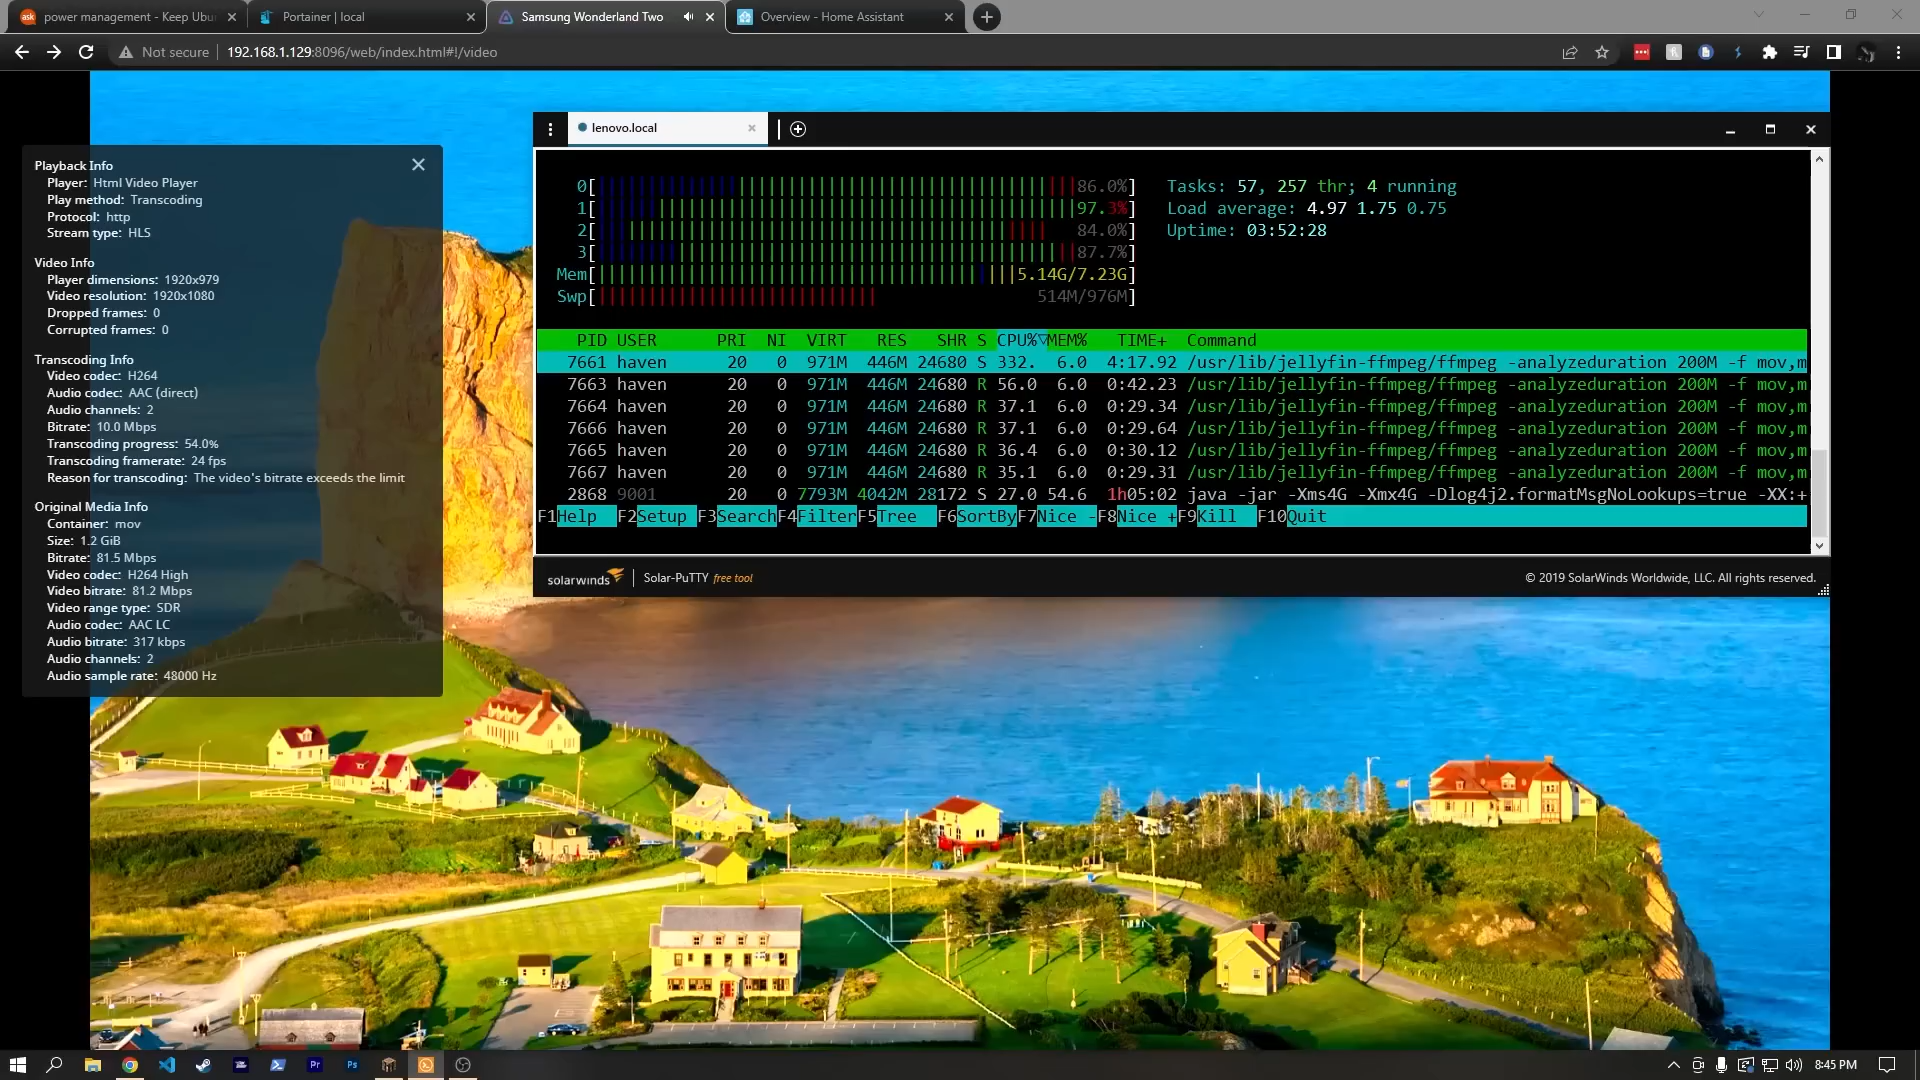 power management - Keep Ubu
Portainer | local
Samsung Wonderland Two
Overview - Home Assistant
Not secure
192.168.1.129:8096/web/index.html#!/video
lenovo.local
Playback Info
Player: Html Video Player
Play method: Transcoding
Protocol: http
Stream type: HLS
Video Info
Player dimensions: 1920x979
Video resolution: 1920x1080
Dropped frames: 0
Corrupted frames: 0
Transcoding Info
Video codec: H264
Audio codec: AAC (direct)
Audio channels: 2
Bitrate: 10.0 Mbps
Transcoding progress: 54.0%
Transcoding framerate: 24 fps
Reason for transcoding: The video's bitrate exceeds the limit
Original Media Info
Container: mov
Size: 1.2 GiB
Bitrate: 81.5 Mbps
Video codec: H264 High
Video bitrate: 81.2 Mbps
Video range type: SDR
Audio codec: AAC LC
Audio bitrate: 317 kbps
Audio channels: 2
Audio sample rate: 48000 Hz
0[ 86.0%] Tasks: 57, 257 thr; 4 running
1[ 97.3%] Load average: 4.97 1.75 0.75
2[ 84.0%] Uptime: 03:52:28
3[ 87.7%]
Mem[ 5.14G/7.23G]
Swp[ 514M/976M]
PID USER PRI NI VIRT RES SHR S CPU%▽MEM% TIME+ Command
7661 haven 20 0 971M 446M 24680 S 332. 6.0 4:17.92 /usr/lib/jellyfin-ffmpeg/ffmpeg -analyzeduration 200M -f mov,m
7663 haven 20 0 971M 446M 24680 R 56.0 6.0 0:42.23 /usr/lib/jellyfin-ffmpeg/ffmpeg -analyzeduration 200M -f mov,m
7664 haven 20 0 971M 446M 24680 R 37.1 6.0 0:29.34 /usr/lib/jellyfin-ffmpeg/ffmpeg -analyzeduration 200M -f mov,m
7666 haven 20 0 971M 446M 24680 R 37.1 6.0 0:29.64 /usr/lib/jellyfin-ffmpeg/ffmpeg -analyzeduration 200M -f mov,m
7665 haven 20 0 971M 446M 24680 R 36.4 6.0 0:30.12 /usr/lib/jellyfin-ffmpeg/ffmpeg -analyzeduration 200M -f mov,m
7667 haven 20 0 971M 446M 24680 R 35.1 6.0 0:29.31 /usr/lib/jellyfin-ffmpeg/ffmpeg -analyzeduration 200M -f mov,m
2868 9001 20 0 7793M 4042M 28172 S 27.0 54.6 1h05:02 java -jar -Xms4G -Xmx4G -Dlog4j2.formatMsgNoLookups=true -XX:+
F1Help F2Setup F3SearchF4FilterF5Tree F6SortByF7Nice -F8Nice +F9Kill F10Quit
solarwinds Solar-PuTTY free tool © 2019 SolarWinds Worldwide, LLC. All rights reserved.
8:45 PM